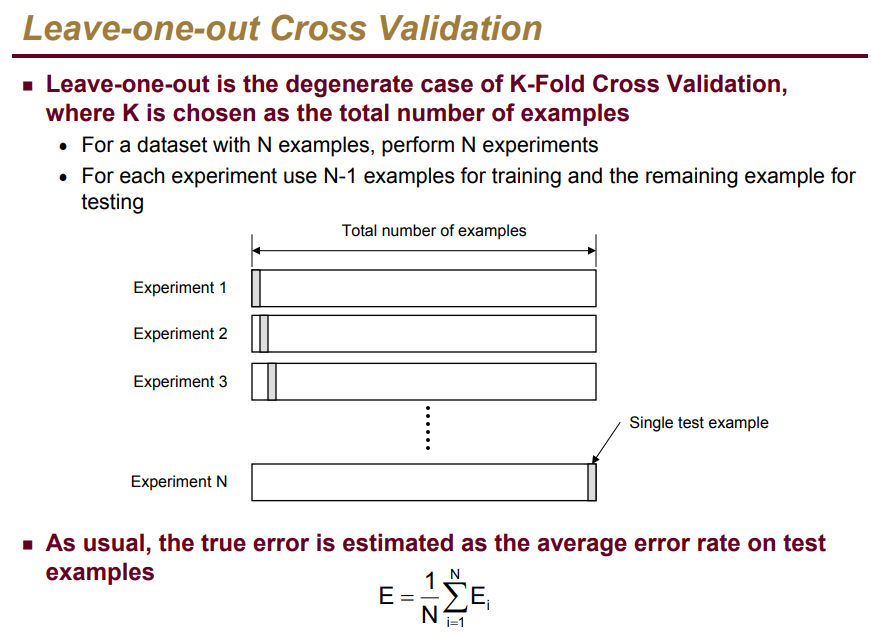 Leave-one-out Cross Validation
▪ Leave-one-out is the degenerate case of K-Fold Cross Validation,
where K is chosen as the total number of examples
• For a dataset with N examples, perform N experiments
• For each experiment use N-1 examples for training and the remaining example for
testing
Total number of examples
Experiment 1
Experiment 2
Experiment 3
Single test example
Experiment N
▪ As usual, the true error is estimated as the average error rate on test
examples
E = 1/N ∑_{i=1}^{N} E_i